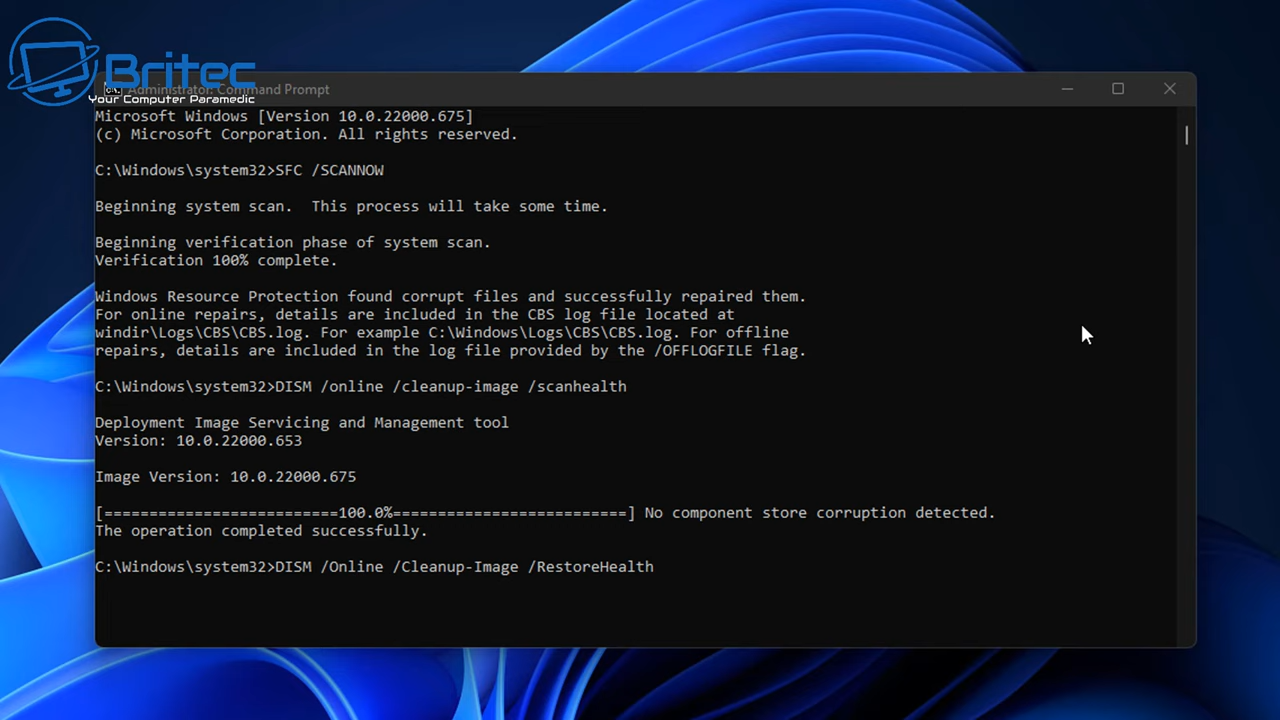 Britec
Your Computer Paramedic
Administrator: Command Prompt
Microsoft Windows [Version 10.0.22000.675]
(c) Microsoft Corporation. All rights reserved.
C:\Windows\system32>SFC /SCANNOW
Beginning system scan.  This process will take some time.
Beginning verification phase of system scan.
Verification 100% complete.
Windows Resource Protection found corrupt files and successfully repaired them.
For online repairs, details are included in the CBS log file located at
windir\Logs\CBS\CBS.log. For example C:\Windows\Logs\CBS\CBS.log. For offline
repairs, details are included in the log file provided by the /OFFLOGFILE flag.
C:\Windows\system32>DISM /online /cleanup-image /scanhealth
Deployment Image Servicing and Management tool
Version: 10.0.22000.653
Image Version: 10.0.22000.675
[==========================100.0%==========================] No component store corruption detected.
The operation completed successfully.
C:\Windows\system32>DISM /Online /Cleanup-Image /RestoreHealth